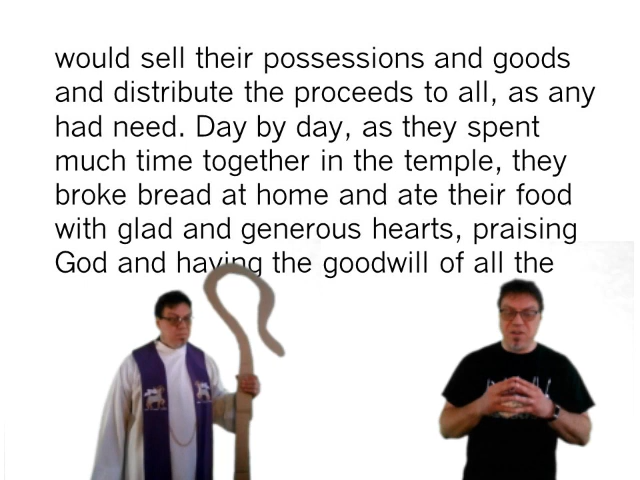 would sell their possessions and goods
and distribute the proceeds to all, as any
had need. Day by day, as they spent
much time together in the temple, they
broke bread at home and ate their food
with glad and generous hearts, praising
God and having the goodwill of all the